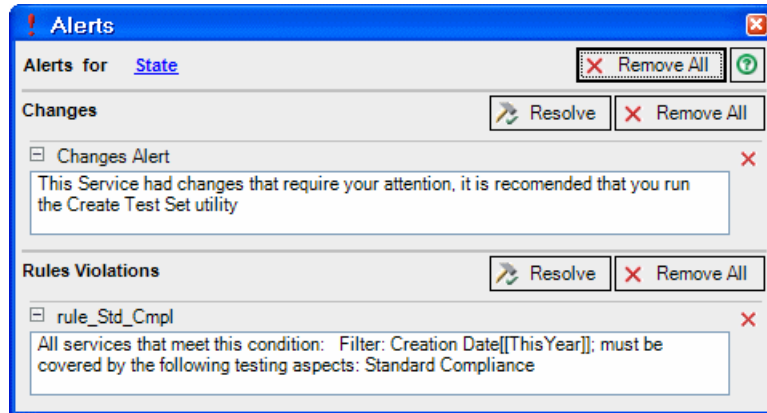 Alerts
Alerts for State Remove All
Changes Resolve Remove All
Changes Alert
This Service had changes that require your attention, it is recomended that you run
the Create Test Set utility
Rules Violations Resolve Remove All
rule_Std_Cmpl
All services that meet this condition: Filter: Creation Date[[ThisYear]]; must be
covered by the following testing aspects: Standard Compliance